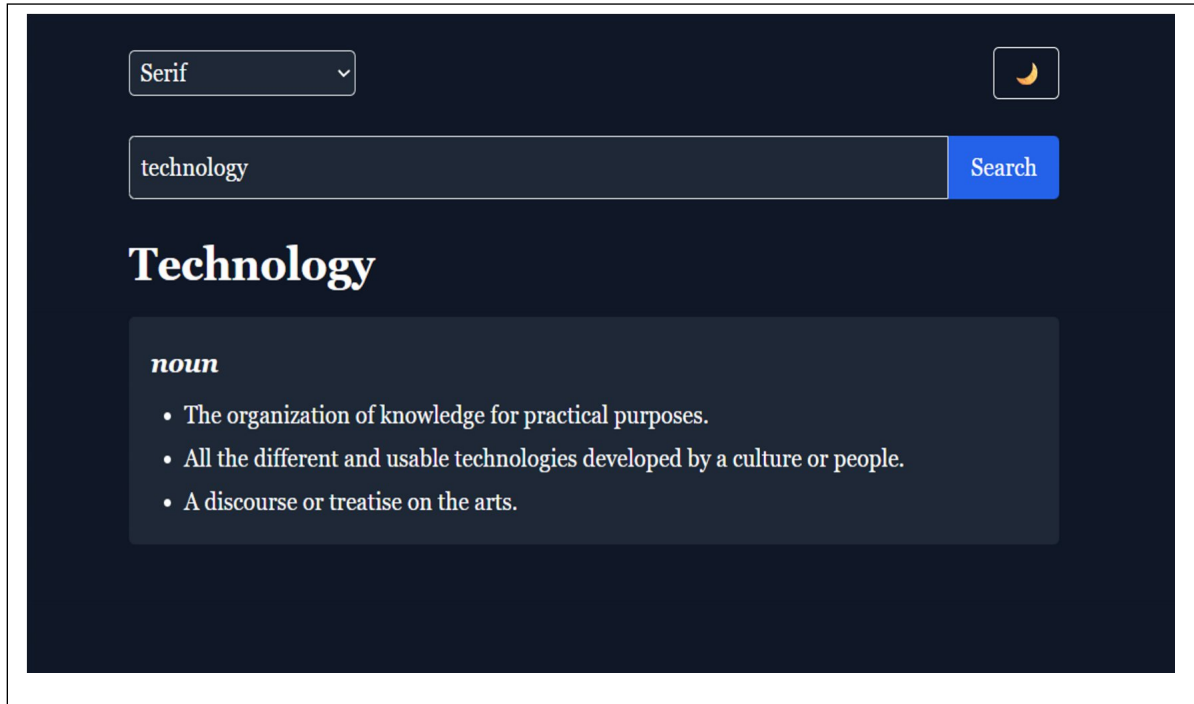 Serif
technology
Search
Technology
noun
• The organization of knowledge for practical purposes.
• All the different and usable technologies developed by a culture or people.
• A discourse or treatise on the arts.